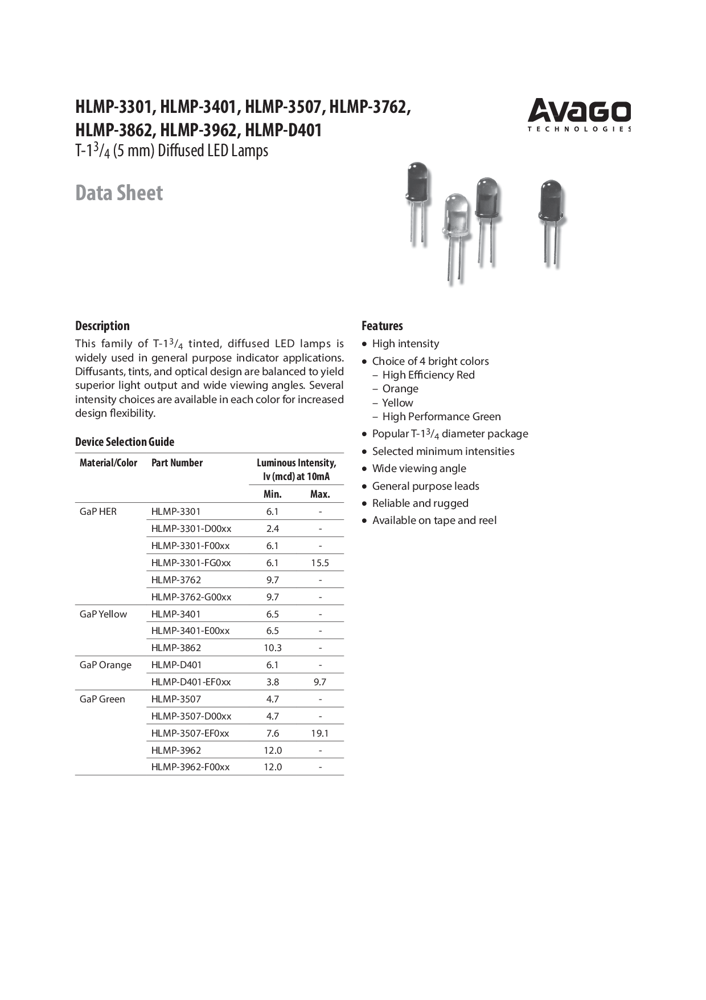 HLMP-3301, HLMP-3401, HLMP-3507, HLMP-3762,
HLMP-3862, HLMP-3962, HLMP-D401
T-1 3/4 (5 mm) Diffused LED Lamps
AVAGO
TECHNOLOGIES
Data Sheet
Description
This family of T-1 3/4 tinted, diffused LED lamps is
widely used in general purpose indicator applications.
Diffusants, tints, and optical design are balanced to yield
superior light output and wide viewing angles. Several
intensity choices are available in each color for increased
design flexibility.
Device Selection Guide
Material/Color Part Number Luminous Intensity,
Iv (mcd) at 10mA
Min. Max.
GaP HER HLMP-3301 6.1 -
HLMP-3301-D00xx 2.4 -
HLMP-3301-F00xx 6.1 -
HLMP-3301-FG0xx 6.1 15.5
HLMP-3762 9.7 -
HLMP-3762-G00xx 9.7 -
GaP Yellow HLMP-3401 6.5 -
HLMP-3401-E00xx 6.5 -
HLMP-3862 10.3 -
GaP Orange HLMP-D401 6.1 -
HLMP-D401-EF0xx 3.8 9.7
GaP Green HLMP-3507 4.7 -
HLMP-3507-D00xx 4.7 -
HLMP-3507-EF0xx 7.6 19.1
HLMP-3962 12.0 -
HLMP-3962-F00xx 12.0 -
Features
• High intensity
• Choice of 4 bright colors
– High Efficiency Red
– Orange
– Yellow
– High Performance Green
• Popular T-1 3/4 diameter package
• Selected minimum intensities
• Wide viewing angle
• General purpose leads
• Reliable and rugged
• Available on tape and reel